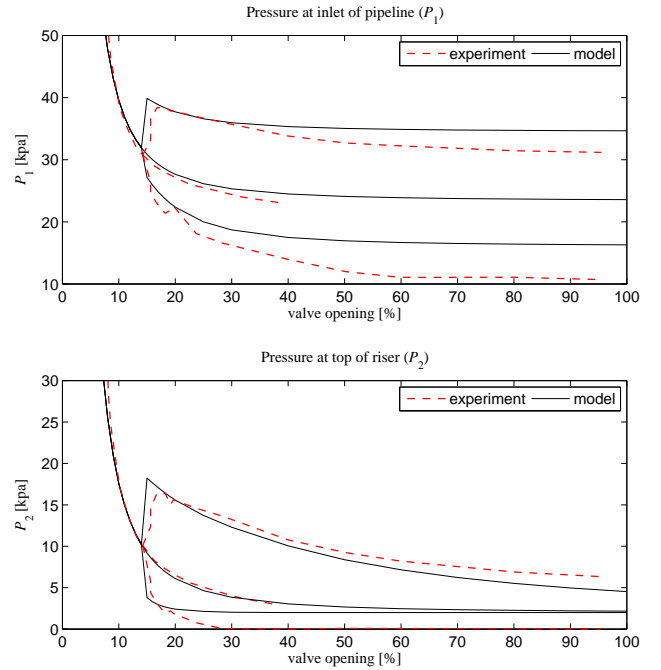 Pressure at inlet of pipeline (P1)
50
40
30
20
10
P1 [kpa]
experiment
model
0 10 20 30 40 50 60 70 80 90 100
valve opening [%]
Pressure at top of riser (P2)
30
25
20
15
10
5
0
P2 [kpa]
experiment
model
0 10 20 30 40 50 60 70 80 90 100
valve opening [%]